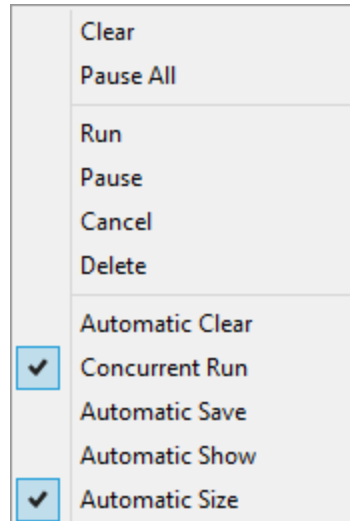 Clear
Pause All
Run
Pause
Cancel
Delete
Automatic Clear
Concurrent Run
Automatic Save
Automatic Show
Automatic Size